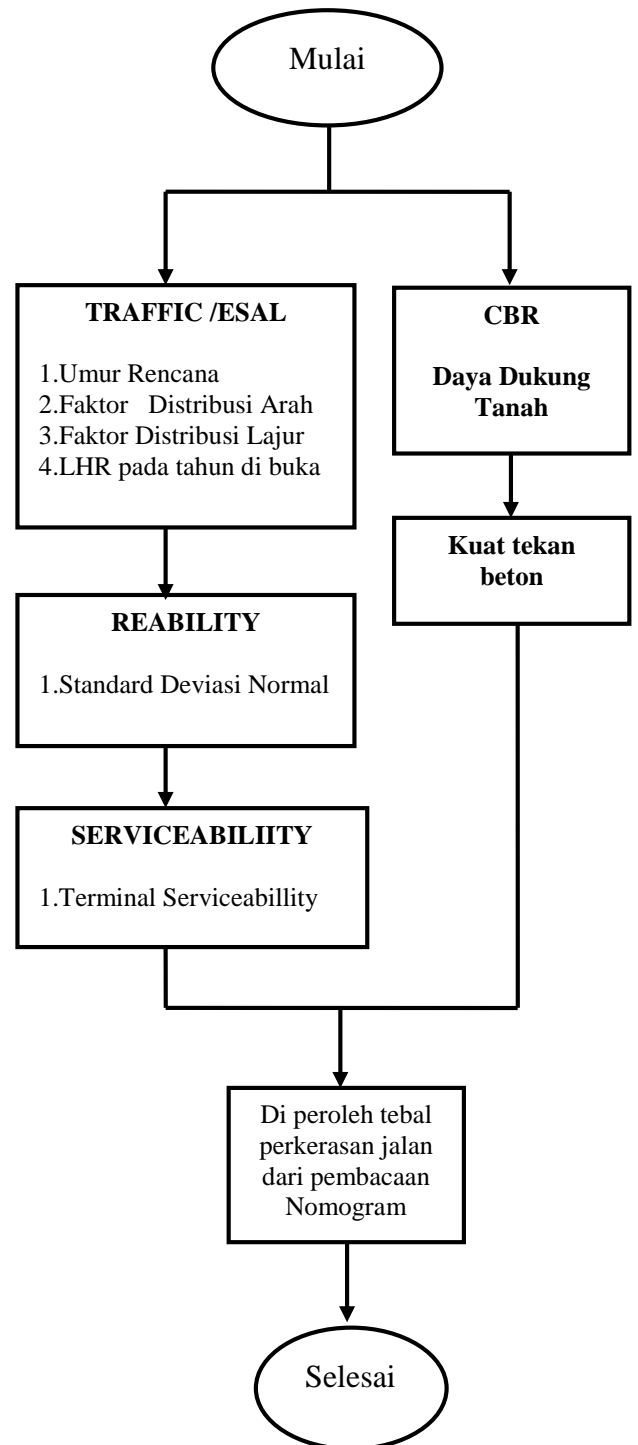 Mulai
TRAFFIC /ESAL
1.Umur Rencana
2.Faktor Distribusi Arah
3.Faktor Distribusi Lajur
4.LHR pada tahun di buka
CBR
Daya Dukung
Tanah
Kuat tekan
beton
REABILITY
1.Standard Deviasi Normal
SERVICEABILIITY
1.Terminal Serviceabillity
Di peroleh tebal
perkerasan jalan
dari pembacaan
Nomogram
Selesai